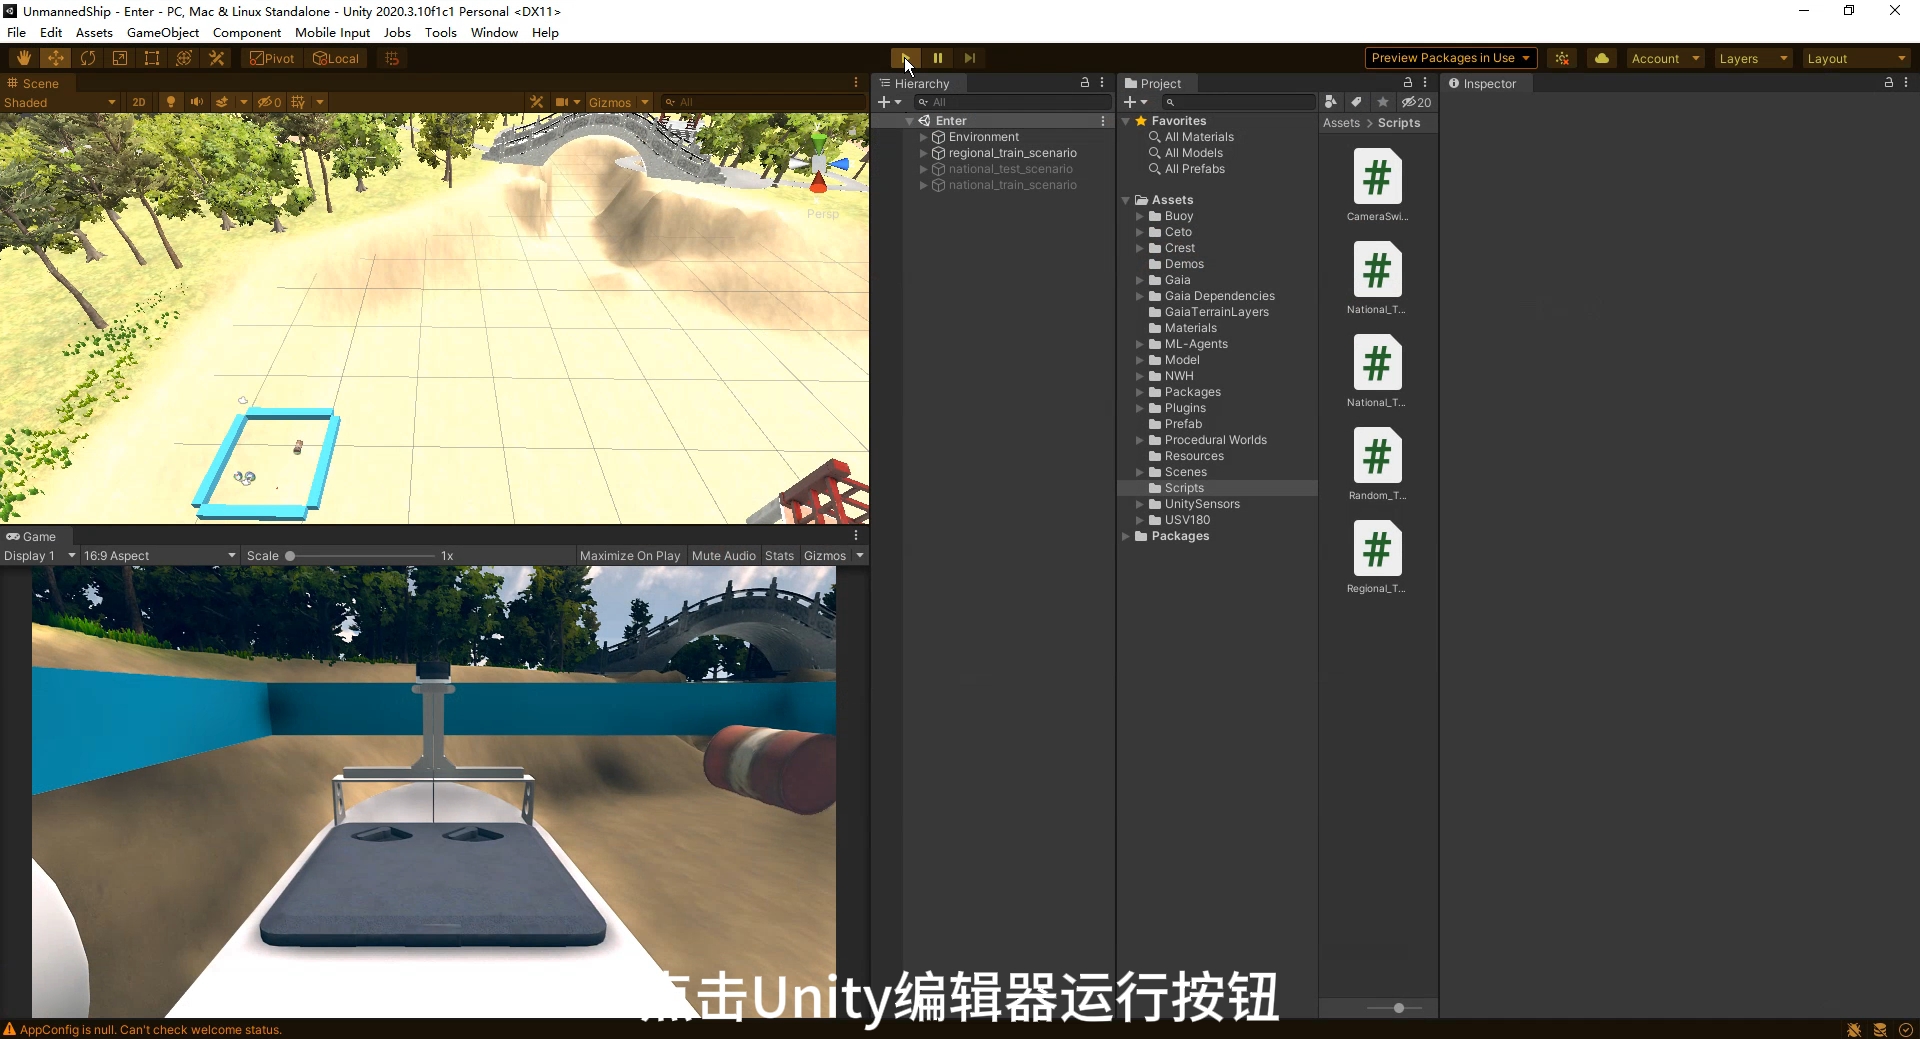 UnmannedShip - Enter - PC, Mac & Linux Standalone - Unity 2020.3.10f1c1 Personal <DX11>
File Edit Assets GameObject Component Mobile Input Jobs Tools Window Help
Pivot Local Preview Packages in Use Account Layers Layout
Scene
Shaded 2D 0 Gizmos All
Persp
Hierarchy
All
Enter
Environment
regional_train_scenario
national_test_scenario
national_train_scenario
Project
20
Favorites
All Materials
All Models
All Prefabs
Assets
Buoy
Ceto
Crest
Demos
Gaia
Gaia Dependencies
GaiaTerrainLayers
Materials
ML-Agents
Model
NWH
Packages
Plugins
Prefab
Procedural Worlds
Resources
Scenes
Scripts
UnitySensors
USV180
Packages
Assets > Scripts
CameraSwi...
National_T...
National_T...
Random_T...
Regional_T...
Inspector
Game
Display 1 16:9 Aspect Scale 1x Maximize On Play Mute Audio Stats Gizmos
点击Unity编辑器运行按钮
AppConfig is null. Can't check welcome status.